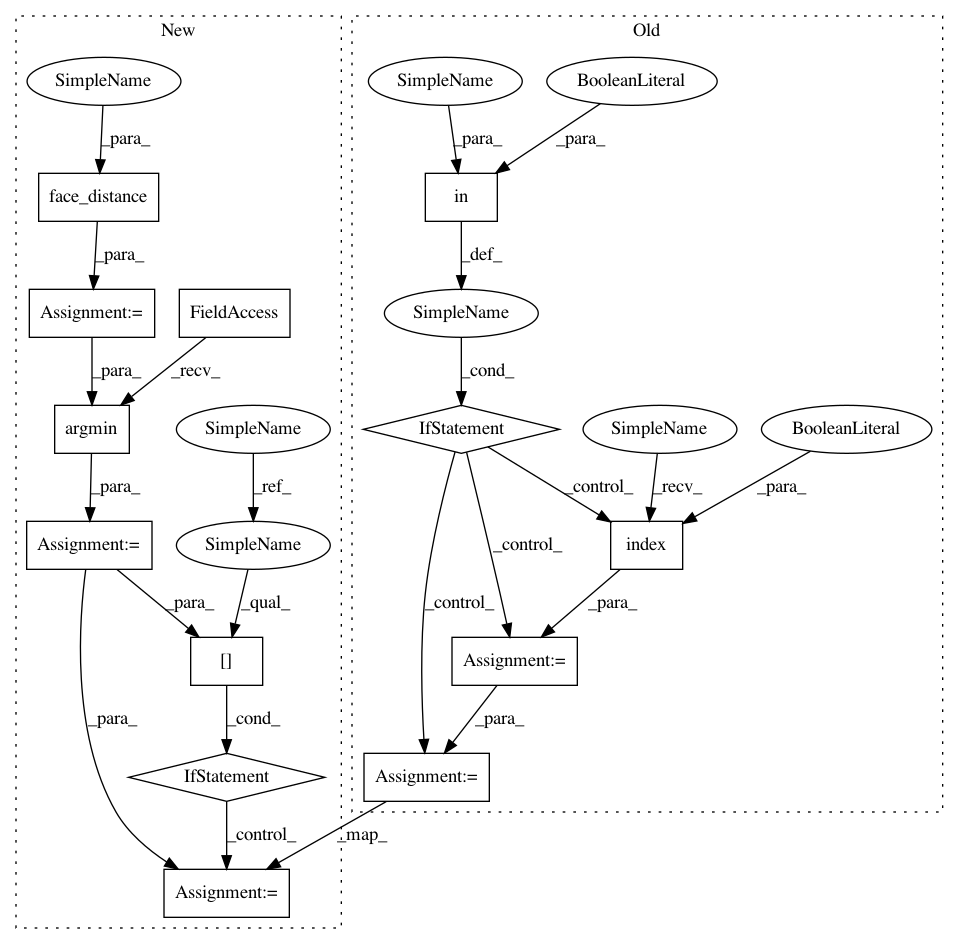 New
Old
SimpleName
SimpleName
BooleanLiteral
_para_
_para_
_para_
face_distance
in
_para_
_def_
Assignment:=
FieldAccess
SimpleName
_para_
_recv_
_cond_
argmin
SimpleName
IfStatement
SimpleName
BooleanLiteral
_para_
_ref_
_control_
_recv_
_para_
Assignment:=
SimpleName
index
_control_
_para_
_qual_
_control_
_para_
[]
Assignment:=
_para_
_cond_
_para_
IfStatement
Assignment:=
_control_
_map_
Assignment:=